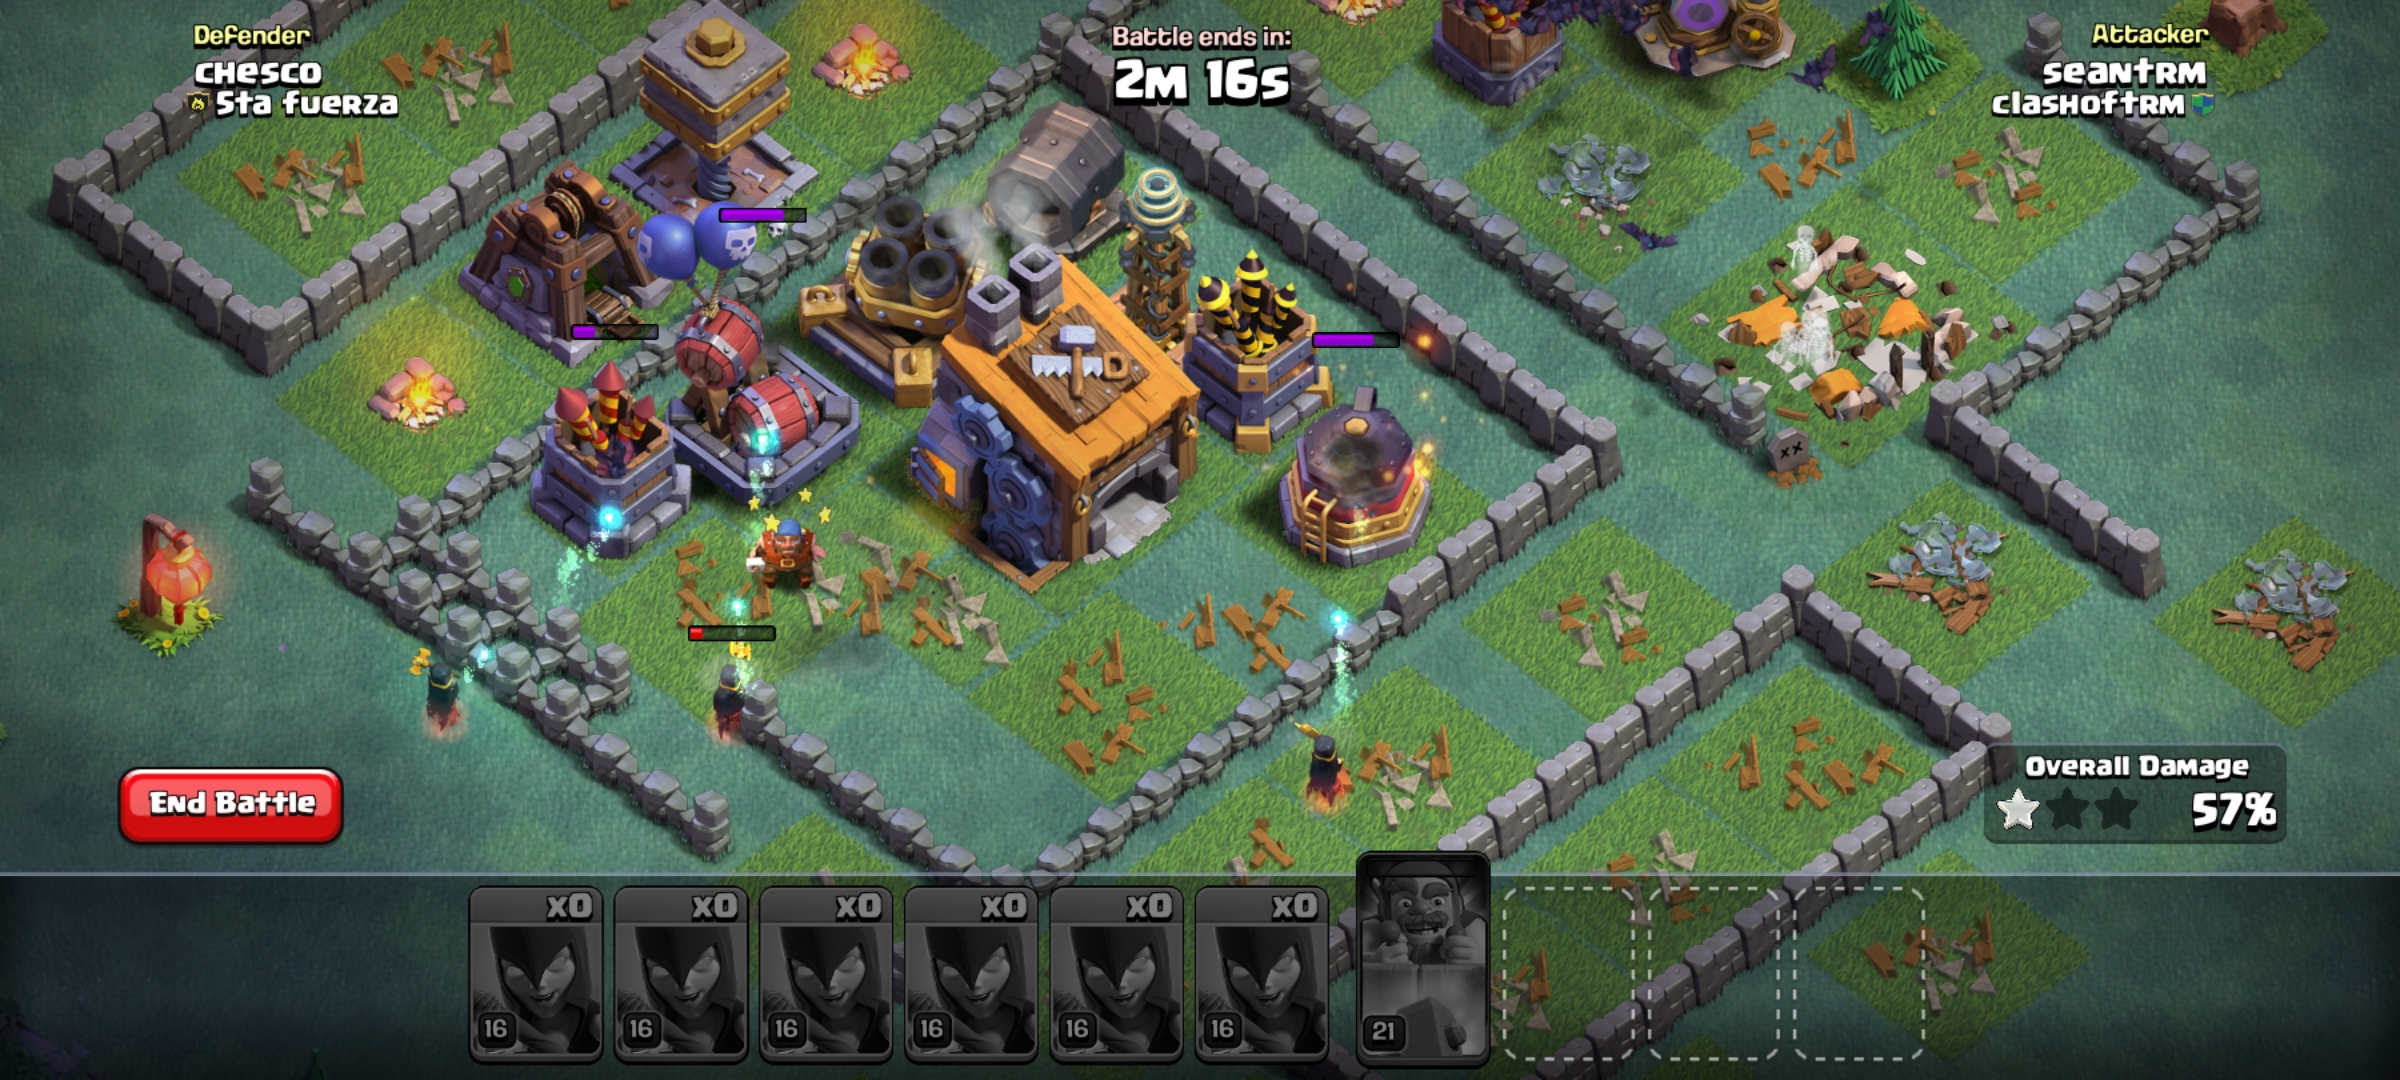 Defender
cHesco
5ta fuerza
Battle ends in:
2M 16s
Attacker
seantRM
clashoftRM
End Battle
Overall Damage
57%
x0
x0
x0
x0
x0
x0
16
16
16
16
16
16
21